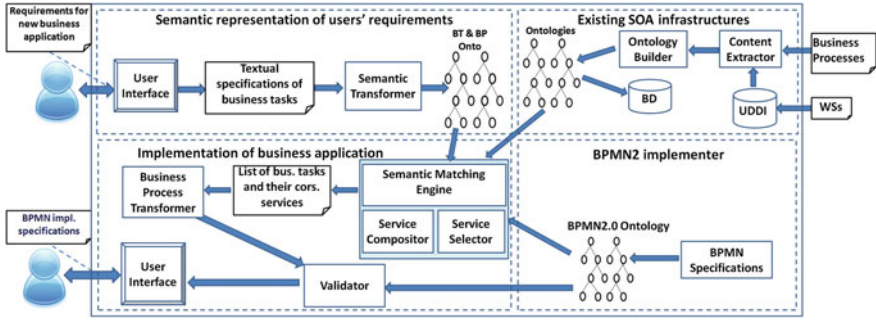 Requirements for
new business
application
Semantic representation of users' requirements
User
Interface
Textual
specifications of
business tasks
Semantic
Transformer
BT & BP
Onto
Existing SOA infrastructures
Ontologies
Ontology
Builder
Content
Extractor
Business
Processes
BD
UDDI
WSs
Implementation of business application
Business
Process
Transformer
List of bus. tasks
and their cors.
services
Semantic Matching
Engine
Service
Compositor
Service
Selector
BPMN2 implementer
BPMN2.0 Ontology
BPMN
Specifications
BPMN impl.
specifications
User
Interface
Validator